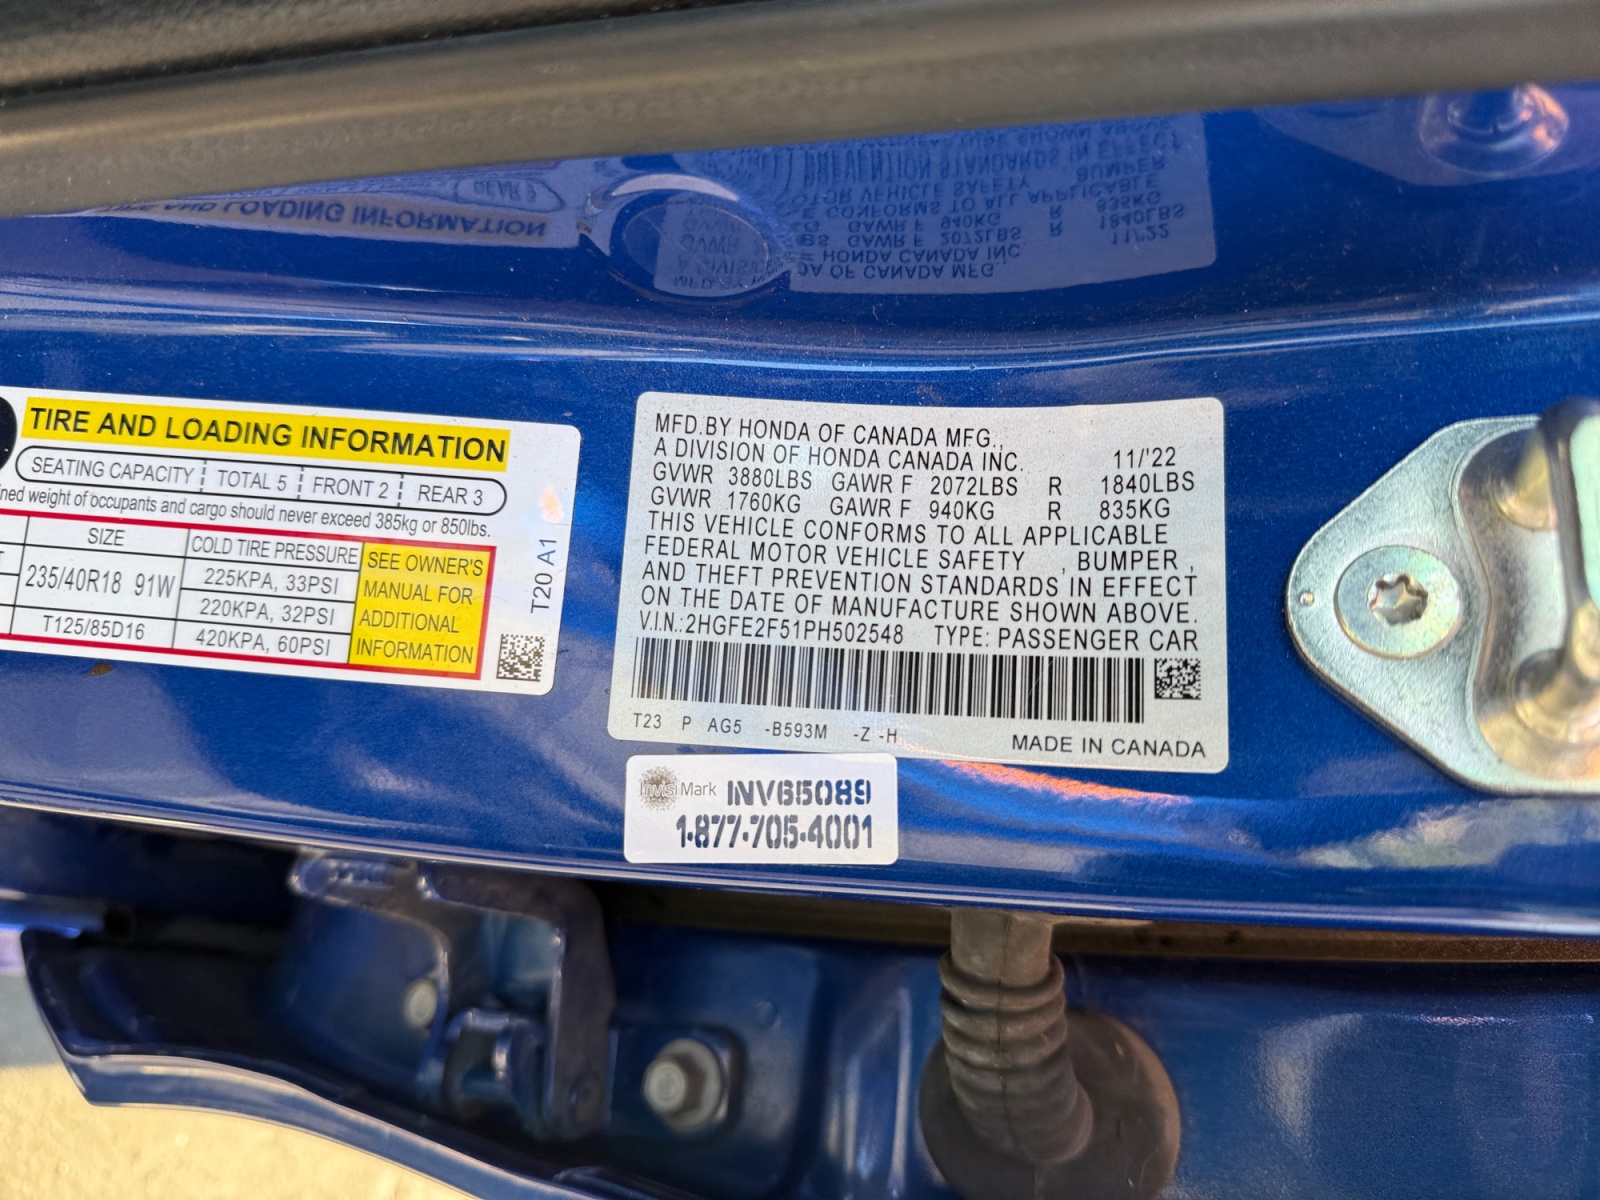 TIRE AND LOADING INFORMATION
SEATING CAPACITY TOTAL 5 FRONT 2 REAR 3
weight of occupants and cargo should never exceed 385kg or 850lbs.
SIZE COLD TIRE PRESSURE SEE OWNER'S MANUAL FOR ADDITIONAL INFORMATION
235/40R18 91W 225KPA, 33PSI
220KPA, 32PSI
T125/85D16 420KPA, 60PSI
T20 A1
MFD.BY HONDA OF CANADA MFG.,
A DIVISION OF HONDA CANADA INC. 11/'22
GVWR 3880LBS GAWR F 2072LBS R 1840LBS
GVWR 1760KG GAWR F 940KG R 835KG
THIS VEHICLE CONFORMS TO ALL APPLICABLE
FEDERAL MOTOR VEHICLE SAFETY , BUMPER ,
AND THEFT PREVENTION STANDARDS IN EFFECT
ON THE DATE OF MANUFACTURE SHOWN ABOVE.
V.I.N.:2HGFE2F51PH502548 TYPE: PASSENGER CAR
T23 P AG5 -B593M -Z -H
MADE IN CANADA
InvisiMark INV65089
1-877-705-4001